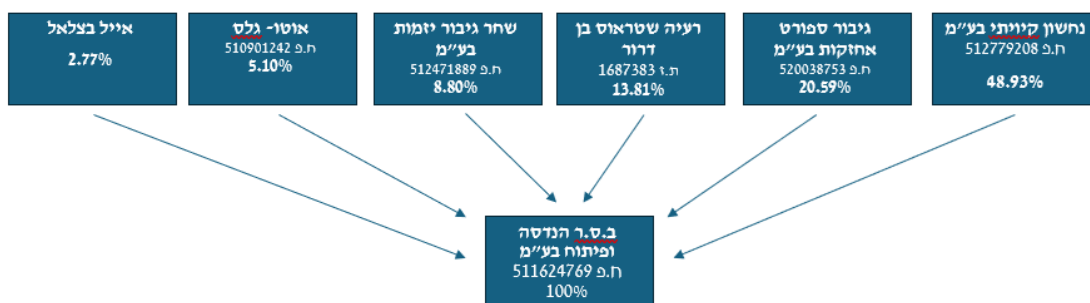 נחשון קיויתי בע״מ
ח.פ 512779208
48.93%
גיבור ספורט
אחזקות בע״מ
ח.פ 520038753
20.59%
רעיה שטראוס בן
דרור
ת.ז 1687383
13.81%
שחר גיבור יזמות
בע״מ
ח.פ 512471889
8.80%
אוטו- גלס
ח.פ 510901242
5.10%
אייל בצלאל
2.77%
ב.ס.ר הנדסה
ופיתוח בע״מ
ח.פ 511624769
100%